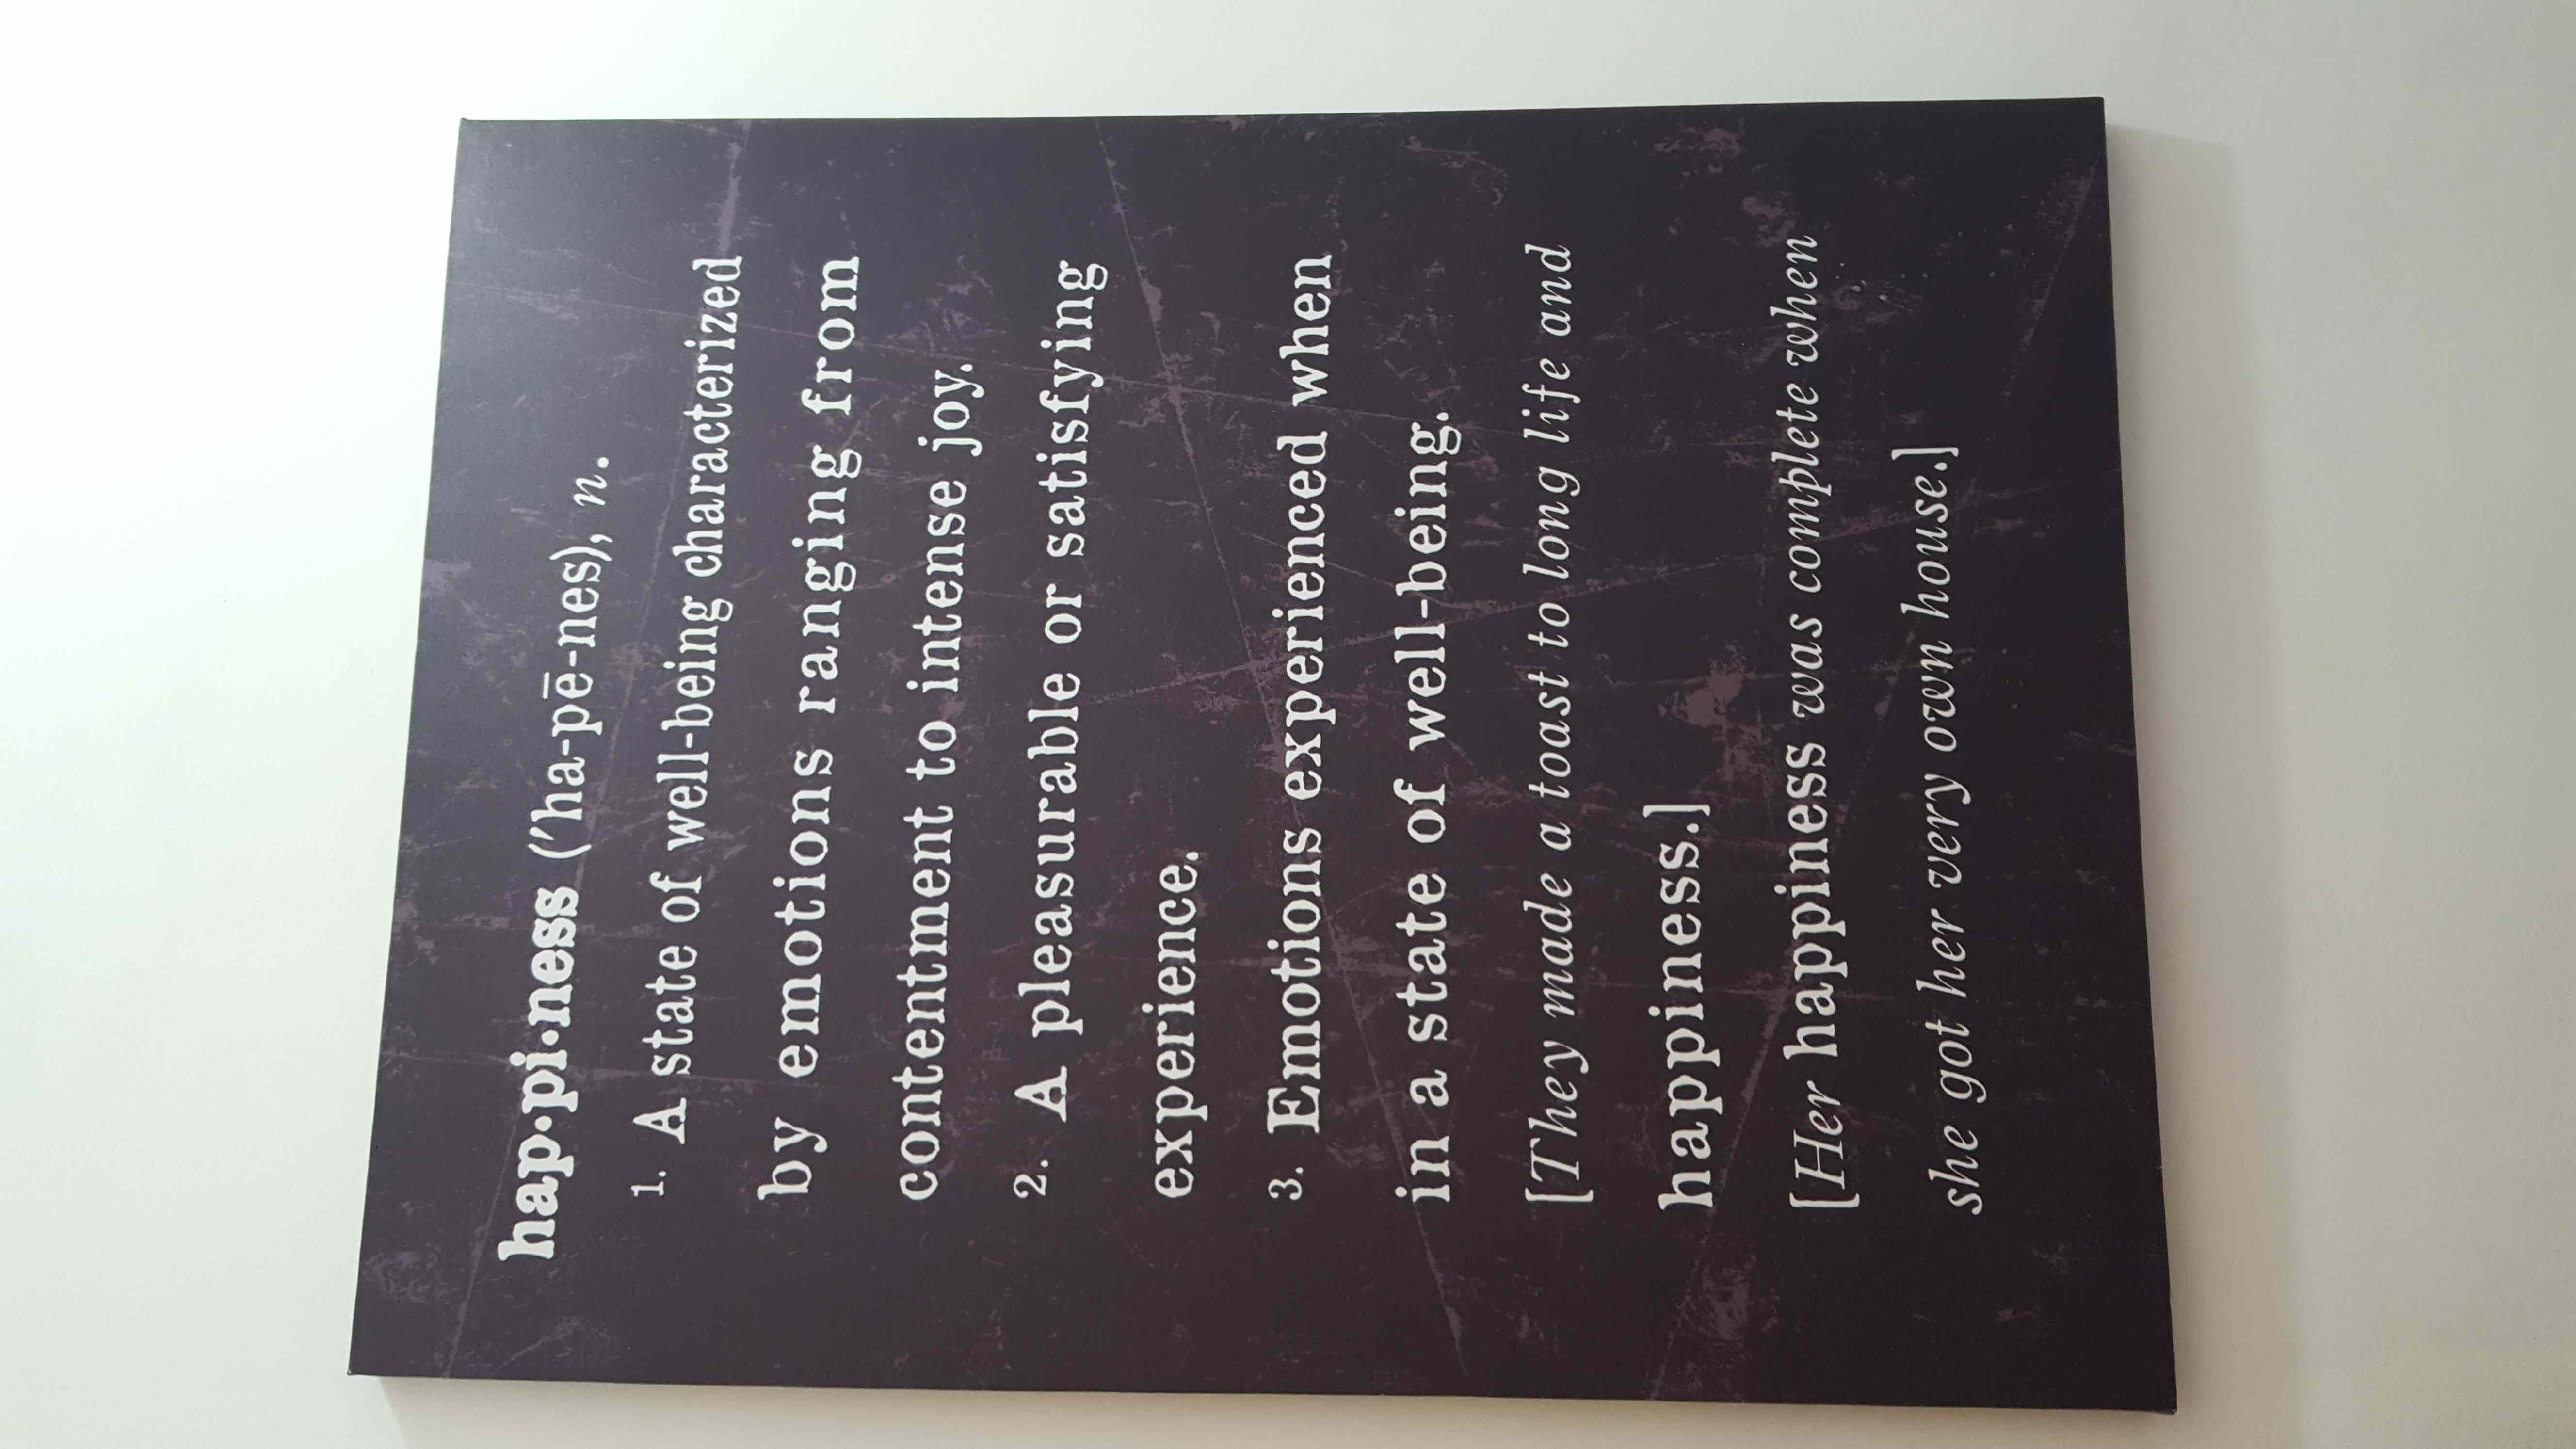 hap•pi•ness (′ha-pē-nes), n.
1. A state of well-being characterized
by emotions ranging from
contentment to intense joy.
2. A pleasurable or satisfying
experience.
3. Emotions experienced when
in a state of well-being.
[They made a toast to long life and
happiness.]
[Her happiness was complete when
she got her very own house.]